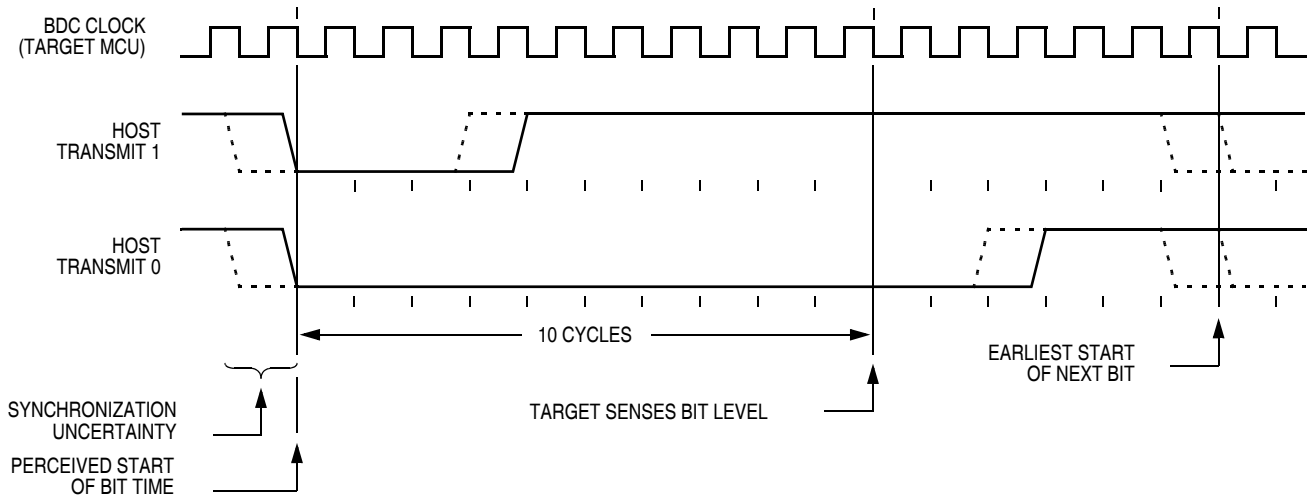 BDC CLOCK
(TARGET MCU)
HOST
TRANSMIT 1
HOST
TRANSMIT 0
10 CYCLES
EARLIEST START
OF NEXT BIT
TARGET SENSES BIT LEVEL
SYNCHRONIZATION
UNCERTAINTY
PERCEIVED START
OF BIT TIME